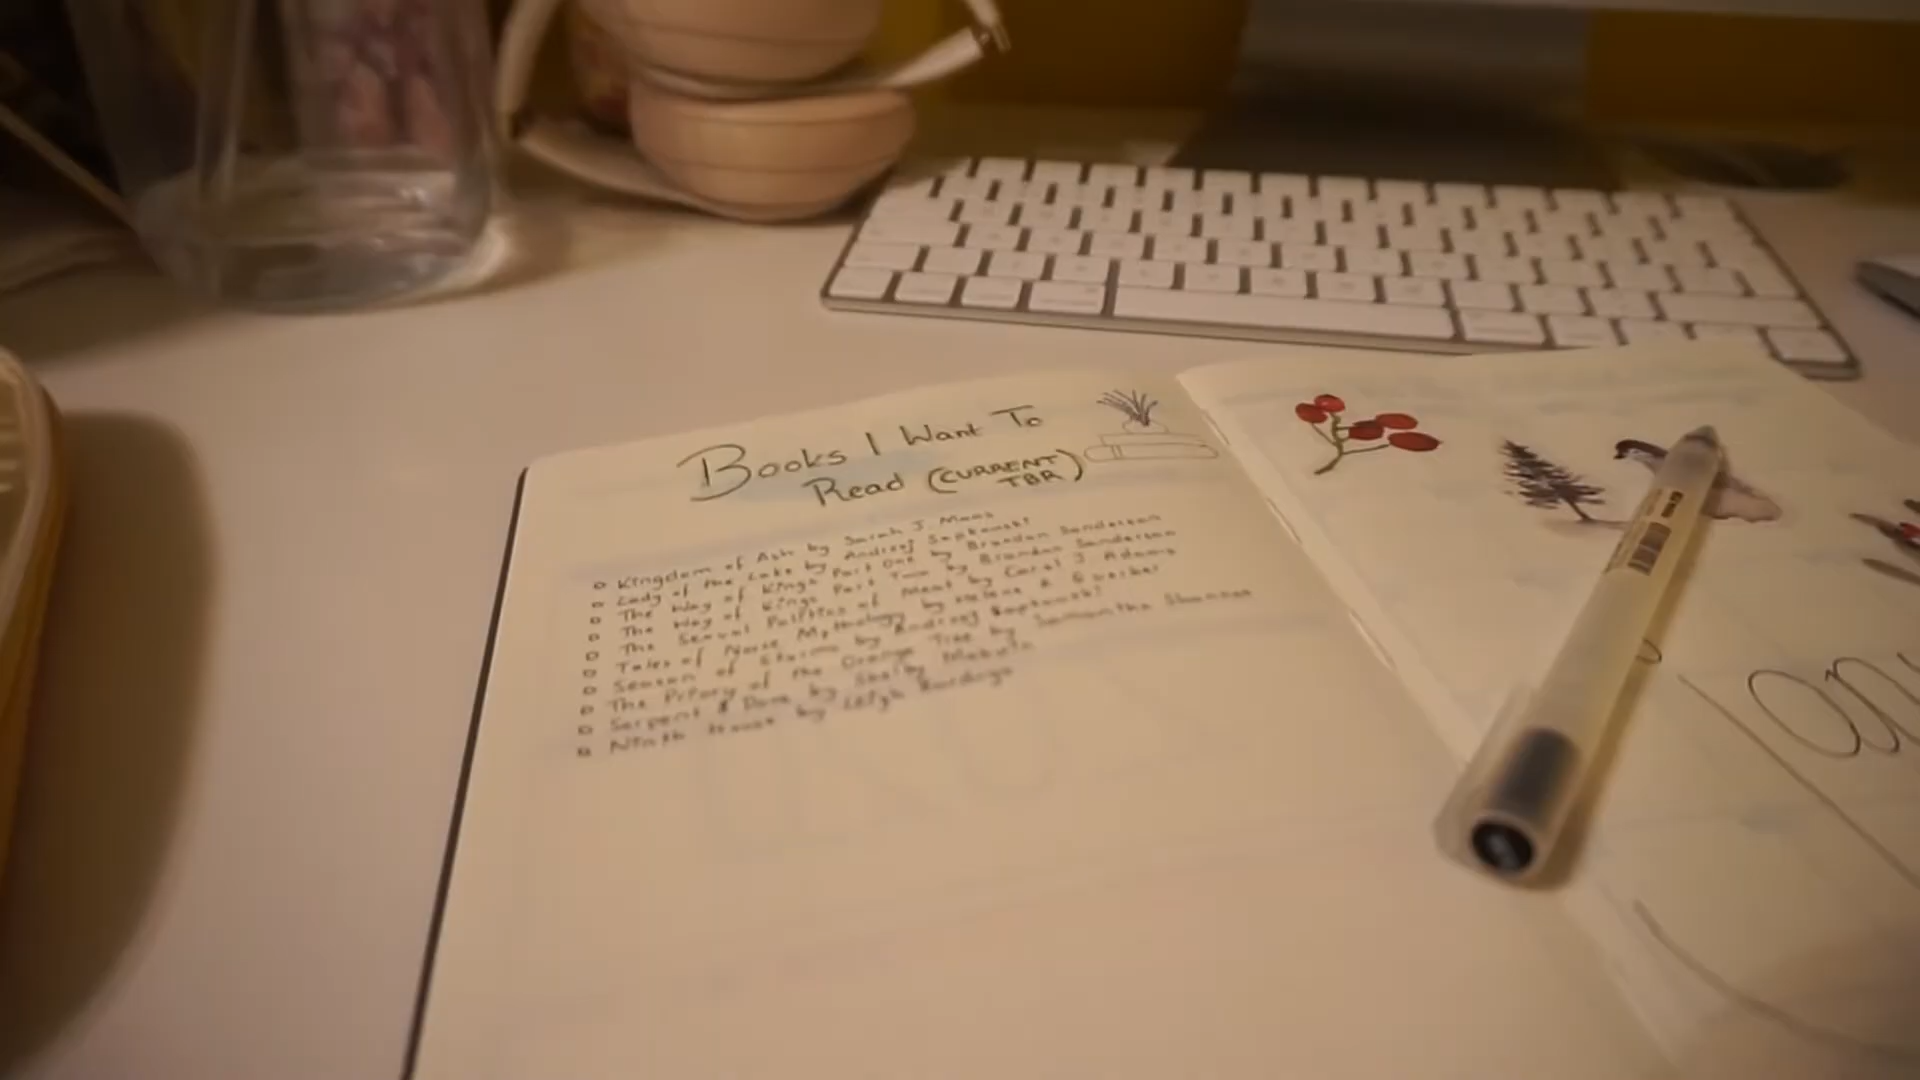 Books I Want To
Read (CURRENT
TBR)
Kingdom of Ash by Sarah J. Maas
Lady of the Lake by Andrzej Sapkowski
The Way of Kings Part One by Brandon Sanderson
The Way of Kings Part Two by Brandon Sanderson
The Sexual Politics of Meat by Carol J. Adams
Tales of Norse Mythology by Helene A Guerber
Season of Storms by Andrzej Sapkowski
The Priory of the Orange Tree by Samantha Shannon
Serpent & Dove by Shelby Mahurin
Ninth House by Leigh Bardugo